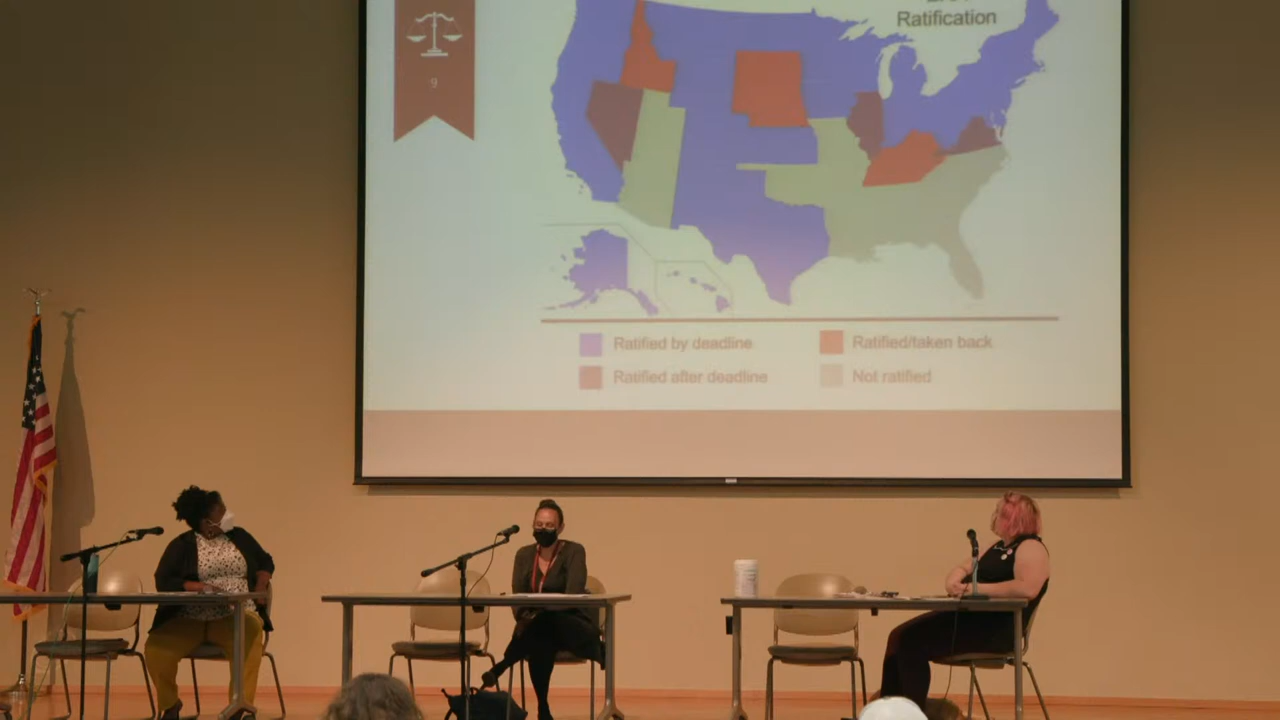 Ratification
9
Ratified by deadline
Ratified/taken back
Ratified after deadline
Not ratified